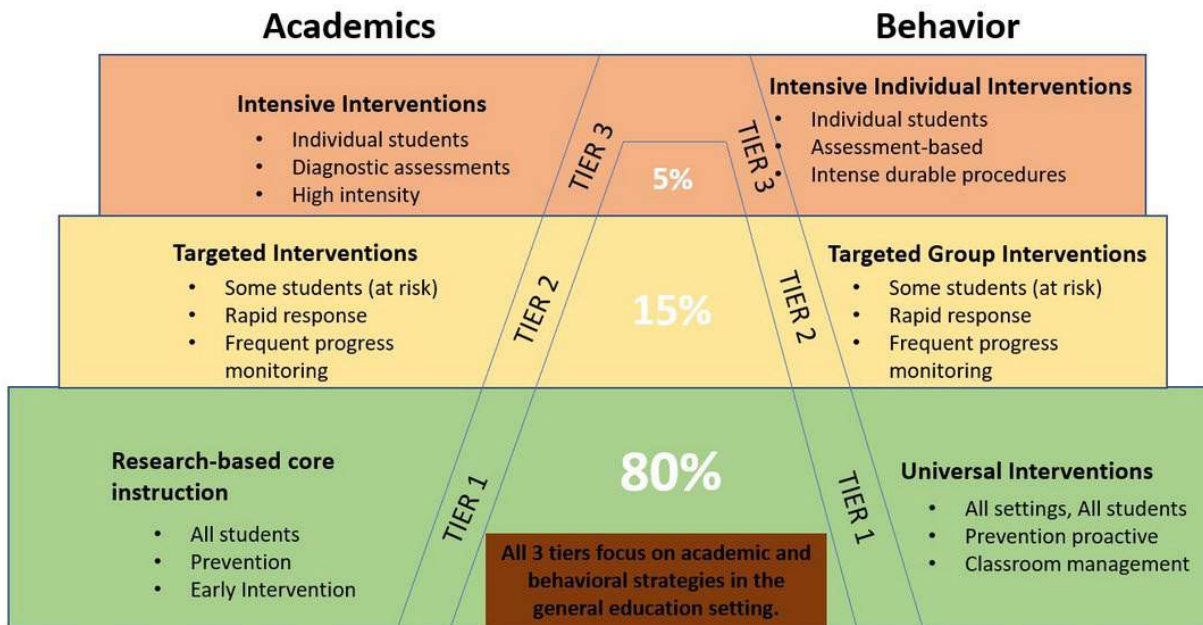 Academics
Behavior
Intensive Interventions
• Individual students
• Diagnostic assessments
• High intensity
TIER 3
5%
TIER 3
Intensive Individual Interventions
• Individual students
• Assessment-based
• Intense durable procedures
Targeted Interventions
• Some students (at risk)
• Rapid response
• Frequent progress
monitoring
TIER 2
15%
TIER 2
Targeted Group Interventions
• Some students (at risk)
• Rapid response
• Frequent progress
monitoring
Research-based core
instruction
• All students
• Prevention
• Early Intervention
TIER 1
80%
All 3 tiers focus on academic and
behavioral strategies in the
general education setting.
TIER 1
Universal Interventions
• All settings, All students
• Prevention proactive
• Classroom management